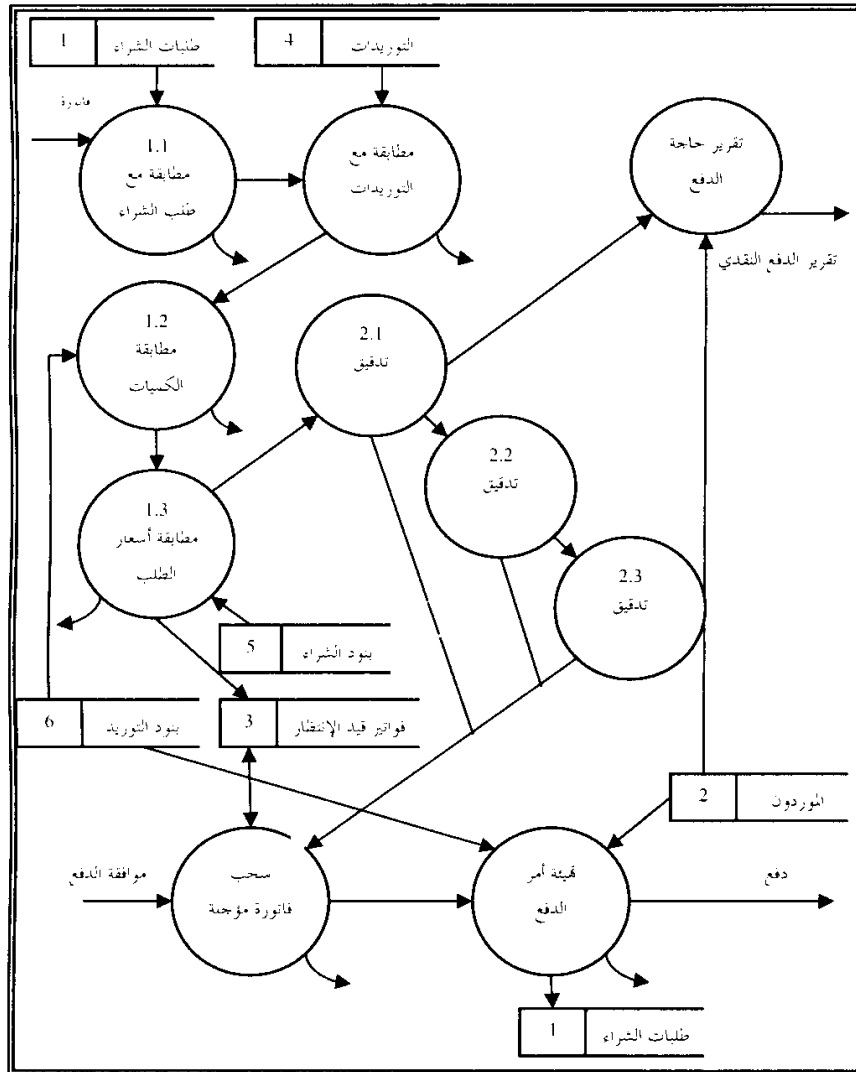 1 طلبات الشراء
4 التوريدات
فاتورة
1.1
مطابقة مع
طلب الشراء
مطابقة مع
التوريدات
تقرير حاجة
الدفع
تقرير الدفع النقدي
1.2
مطابقة
الكميات
2.1
تدقيق
2.2
تدقيق
1.3
مطابقة أسعار
الطلب
2.3
تدقيق
5 بنود الشراء
6 بنود التوريد
3 فواتير قيد الإنتظار
2 الموردون
موافقة الدفع
سحب
فاتورة مؤجلة
تهيئة أمر
الدفع
دفع
1 طلبات الشراء